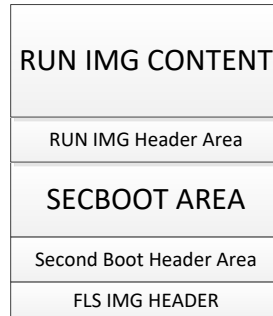 RUN IMG CONTENT
RUN IMG Header Area
SECBOOT AREA
Second Boot Header Area
FLS IMG HEADER